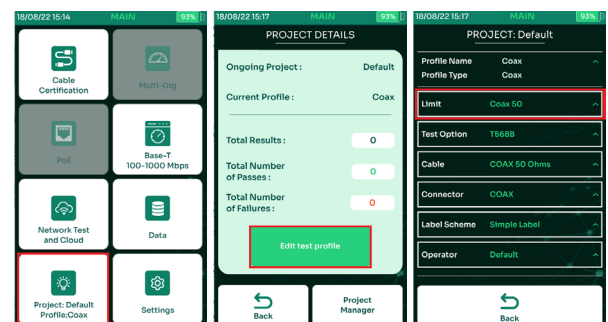 18/08/22 15:14 MAIN 93%
Cable
Certification
Multi-Gig
PoE
Base-T
100-1000 Mbps
Network Test
and Cloud
Data
Project: Default
Profile:Coax
Settings
18/08/22 15:17 MAIN 93%
PROJECT DETAILS
Ongoing Project : Default
Current Profile : Coax
Total Results : 0
Total Number
of Passes : 0
Total Number
of Failures : 0
Edit test profile
Back
Project
Manager
18/08/22 15:17 MAIN 93%
PROJECT: Default
Profile Name Coax
Profile Type Coax
Limit Coax 50
Test Option T568B
Cable COAX 50 Ohms
Connector COAX
Label Scheme Simple Label
Operator Default
Back